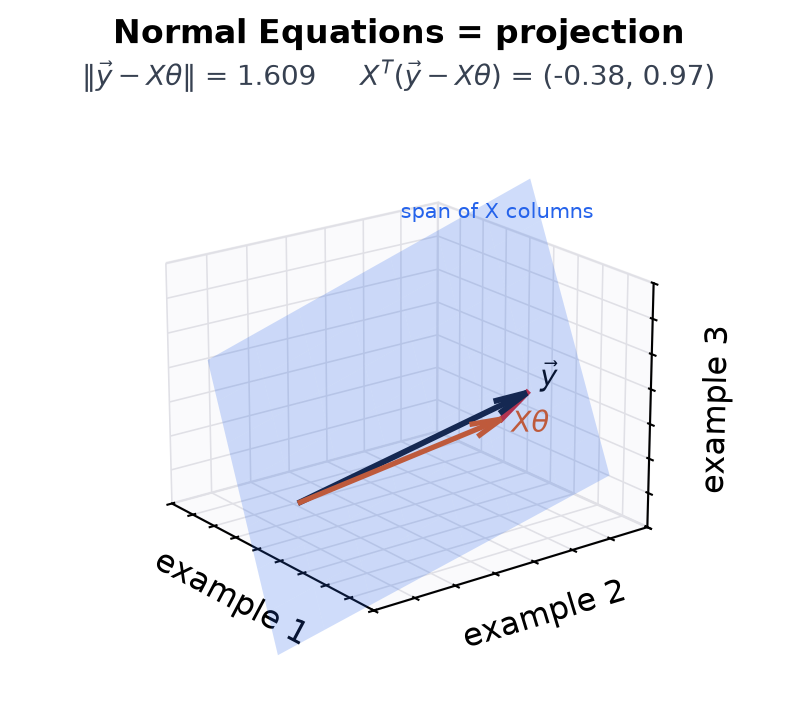 Normal Equations = projection
‖y⃗ − Xθ‖ = 1.609  Xᵀ(y⃗ − Xθ) = (-0.38, 0.97)
span of X columns
y⃗
Xθ
example 3
example 1
example 2